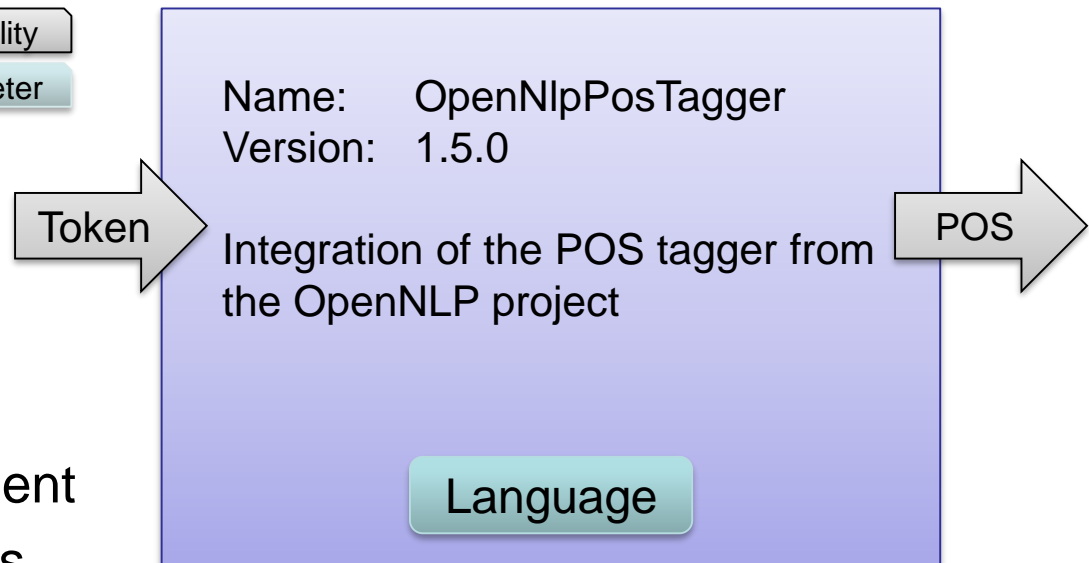 lity
eter
Name: OpenNlpPosTagger
Version: 1.5.0
Token
POS
Integration of the POS tagger from
the OpenNLP project
ent
Language